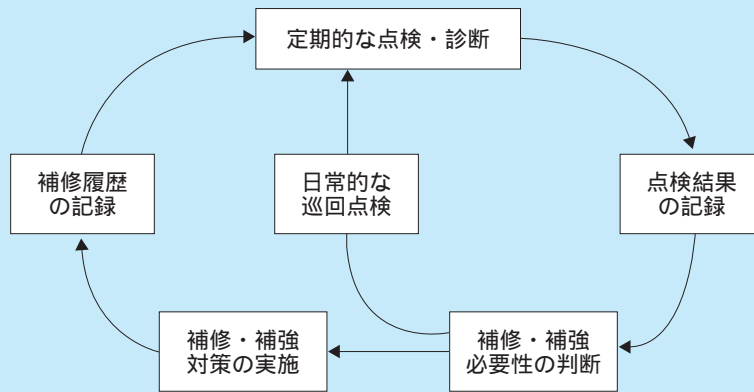 定期的な点検・診断
補修履歴
の記録
日常的な
巡回点検
点検結果
の記録
補修・補強
対策の実施
補修・補強
必要性の判断